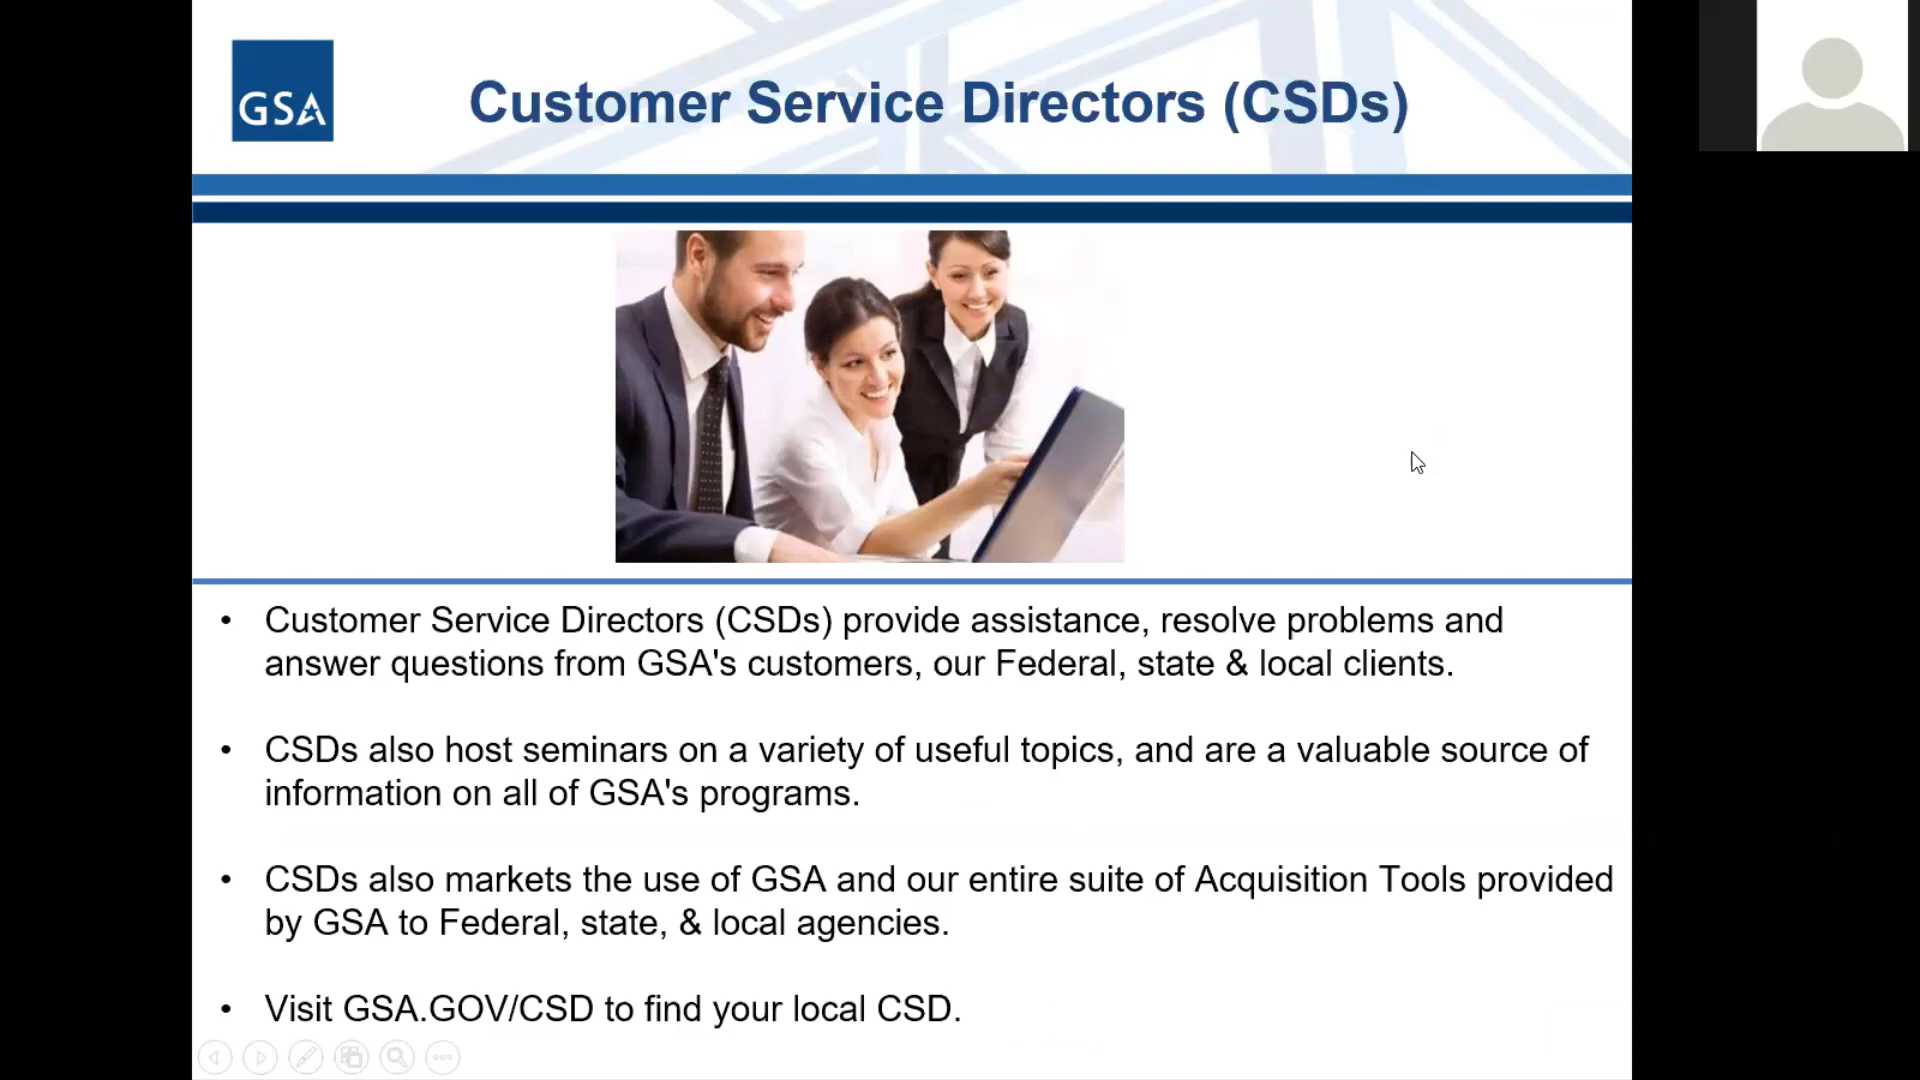 GSA
Customer Service Directors (CSDs)
• Customer Service Directors (CSDs) provide assistance, resolve problems and
answer questions from GSA's customers, our Federal, state & local clients.
• CSDs also host seminars on a variety of useful topics, and are a valuable source of
information on all of GSA's programs.
• CSDs also markets the use of GSA and our entire suite of Acquisition Tools provided
by GSA to Federal, state, & local agencies.
• Visit GSA.GOV/CSD to find your local CSD.